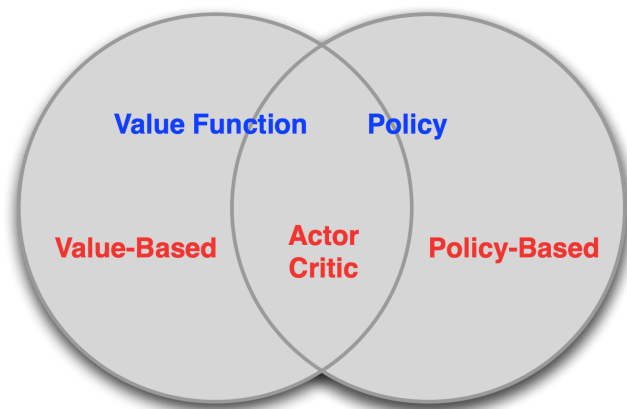 Value Function
Policy
Value-Based
Actor
Critic
Policy-Based